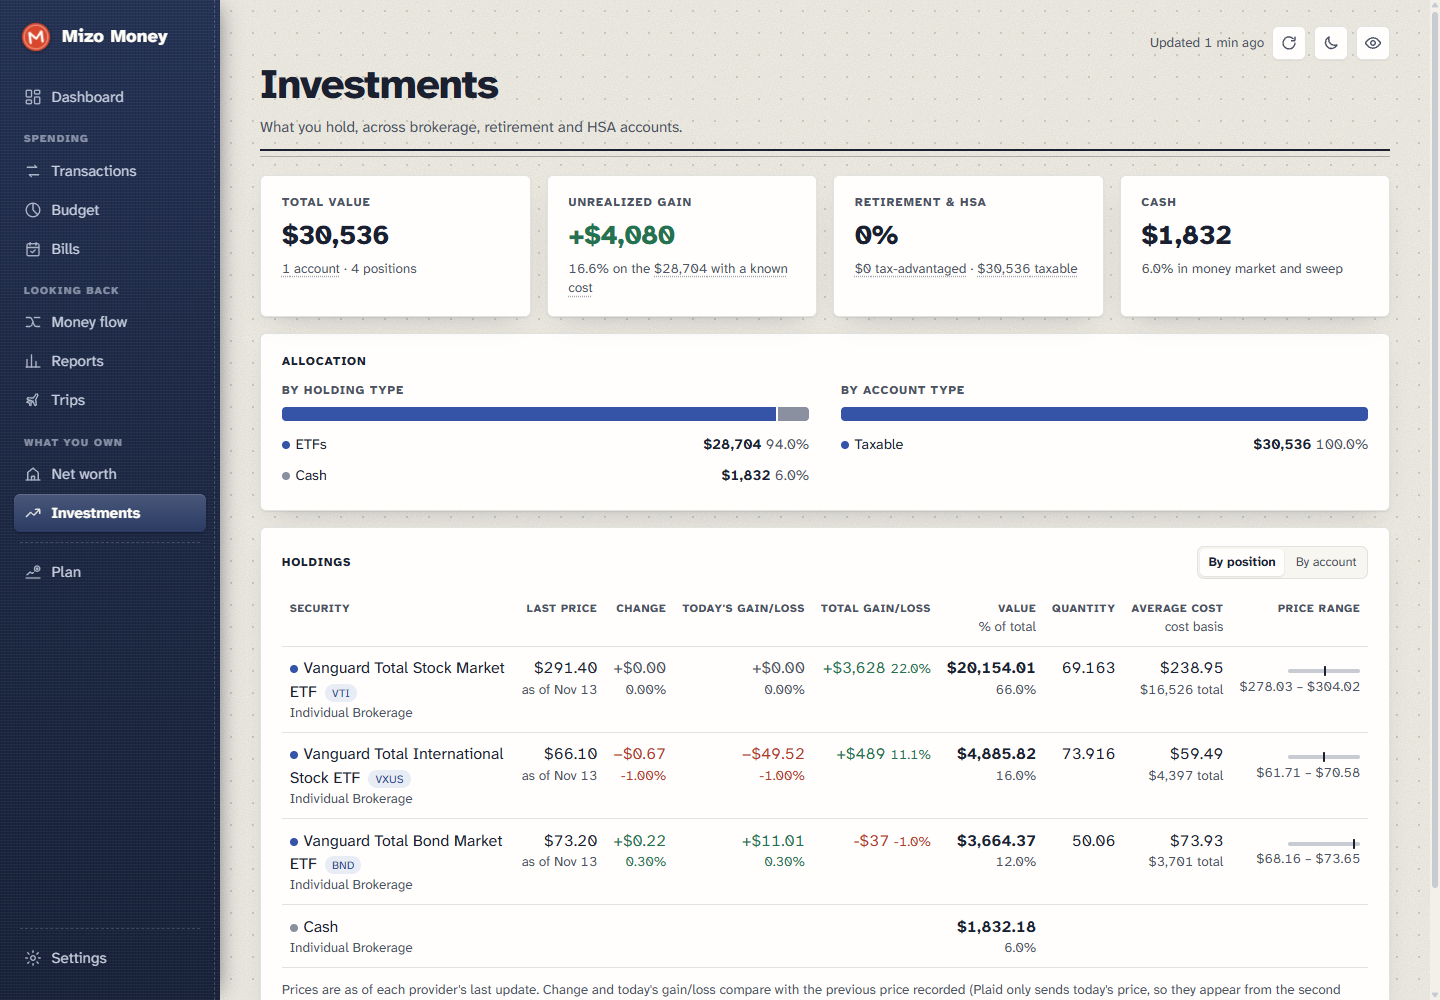 Mizo Money
Dashboard
SPENDING
Transactions
Budget
Bills
LOOKING BACK
Money flow
Reports
Trips
WHAT YOU OWN
Net worth
Investments
Plan
Settings
Updated 1 min ago
Investments
What you hold, across brokerage, retirement and HSA accounts.
TOTAL VALUE
$30,536
1 account · 4 positions
UNREALIZED GAIN
+$4,080
16.6% on the $28,704 with a known
cost
RETIREMENT & HSA
0%
$0 tax-advantaged · $30,536 taxable
CASH
$1,832
6.0% in money market and sweep
ALLOCATION
BY HOLDING TYPE
ETFs $28,704 94.0%
Cash $1,832 6.0%
BY ACCOUNT TYPE
Taxable $30,536 100.0%
HOLDINGS
By position By account
SECURITY LAST PRICE CHANGE TODAY'S GAIN/LOSS TOTAL GAIN/LOSS VALUE QUANTITY AVERAGE COST PRICE RANGE
% of total cost basis
Vanguard Total Stock Market $291.40 +$0.00 +$0.00 +$3,628 22.0% $20,154.01 69.163 $238.95
ETF VTI as of Nov 13 0.00% 0.00% 66.0% $16,526 total $278.03 – $304.02
Individual Brokerage
Vanguard Total International $66.10 −$0.67 −$49.52 +$489 11.1% $4,885.82 73.916 $59.49
Stock ETF VXUS as of Nov 13 -1.00% -1.00% 16.0% $4,397 total $61.71 – $70.58
Individual Brokerage
Vanguard Total Bond Market $73.20 +$0.22 +$11.01 -$37 -1.0% $3,664.37 50.06 $73.93
ETF BND as of Nov 13 0.30% 0.30% 12.0% $3,701 total $68.16 – $73.65
Individual Brokerage
Cash $1,832.18
Individual Brokerage 6.0%
Prices are as of each provider's last update. Change and today's gain/loss compare with the previous price recorded (Plaid only sends today's price, so they appear from the second